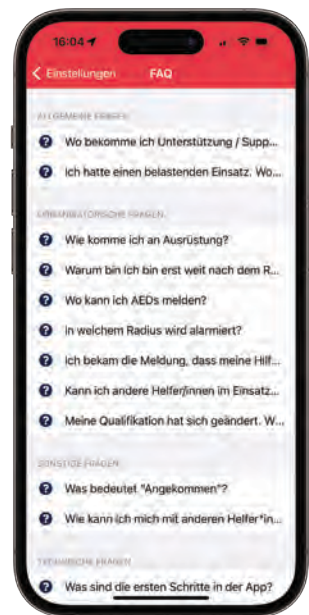 16:04
Einstellungen
FAQ
ALLGEMEINE FRAGEN
Wo bekomme ich Unterstützung / Supp...
Ich hatte einen belastenden Einsatz. Wo...
ORGANISATORISCHE FRAGEN
Wie komme ich an Ausrüstung?
Warum bin ich bin erst weit nach dem R...
Wo kann ich AEDs melden?
In welchem Radius wird alarmiert?
Ich bekam die Meldung, dass meine Hilf...
Kann ich andere Helfer/innen im Einsatz...
Meine Qualifikation hat sich geändert. W...
SONSTIGE FRAGEN
Was bedeutet "Angekommen"?
Wie kann ich mich mit anderen Helfer*in...
TECHNISCHE FRAGEN
Was sind die ersten Schritte in der App?